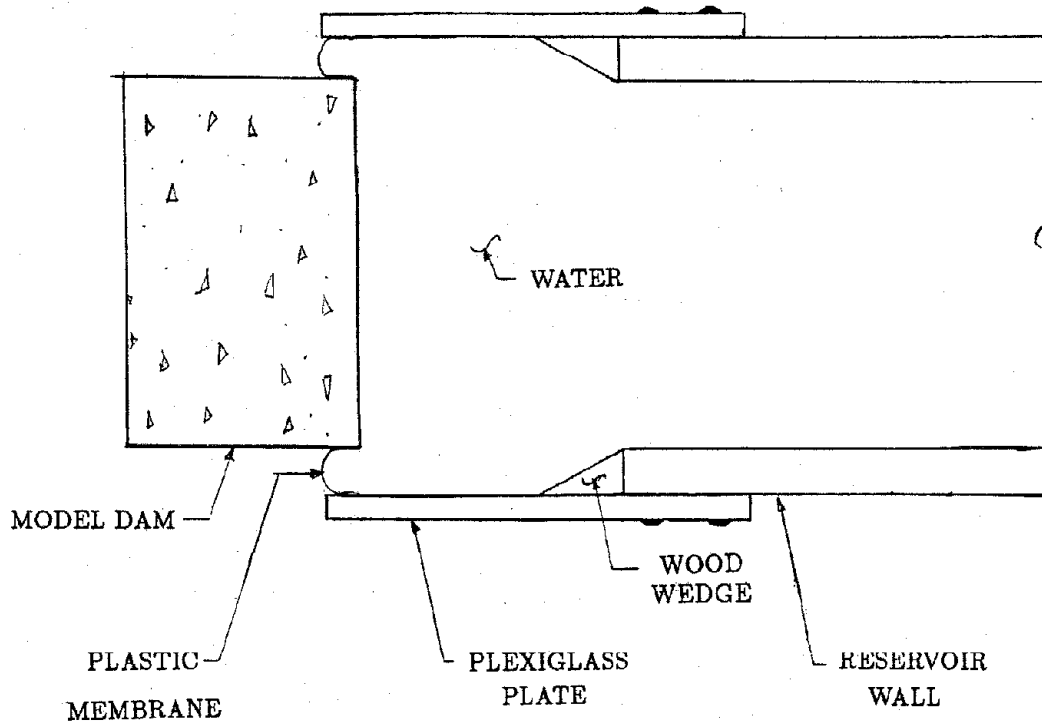 WATER
MODEL DAM
WOOD
WEDGE
PLASTIC
MEMBRANE
PLEXIGLASS
PLATE
RESERVOIR
WALL